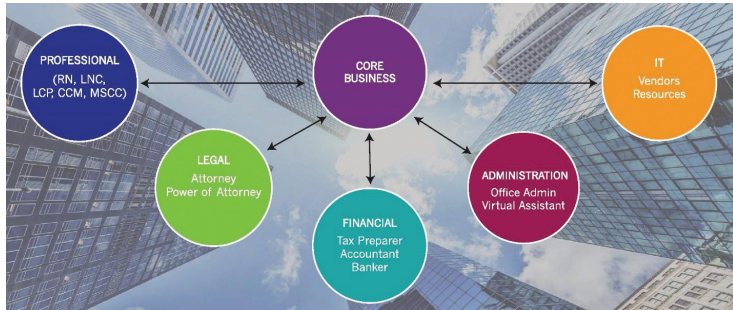 PROFESSIONAL
(RN, LNC,
LCP, CCM, MSCC)
CORE
BUSINESS
IT
Vendors
Resources
LEGAL
Attorney
Power of Attorney
FINANCIAL
Tax Preparer
Accountant
Banker
ADMINISTRATION
Office Admin
Virtual Assistant